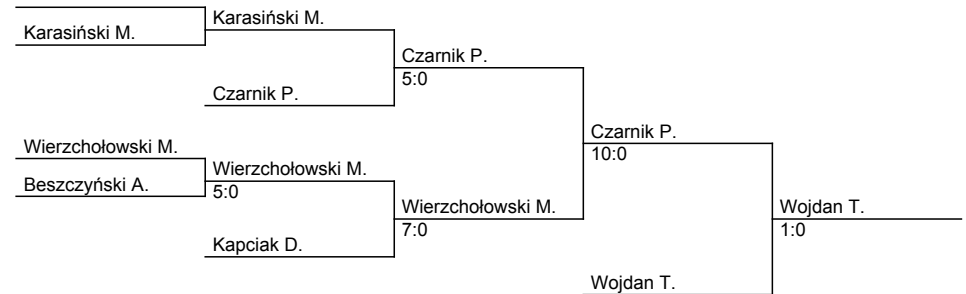 Karasiński M.
Karasiński M.
Czarnik P.
5:0
Czarnik P.
Czarnik P.
10:0
Wierzchołowski M.
Wierzchołowski M.
5:0
Beszczyński A.
Wierzchołowski M.
7:0
Wojdan T.
1:0
Kapciak D.
Wojdan T.